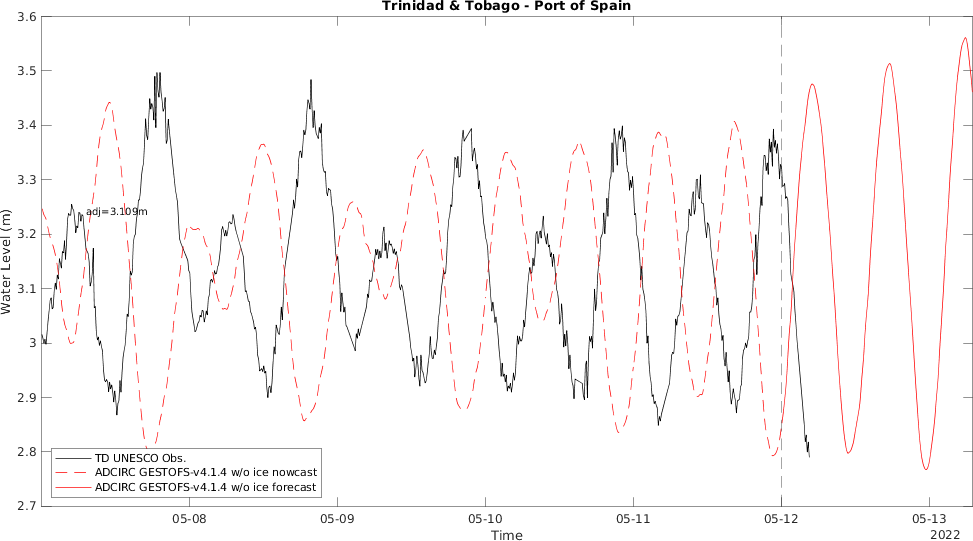 Trinidad & Tobago - Port of Spain
3.6
3.5
3.4
3.3
3.2
3.1
3
2.9
2.8
2.7
Water Level (m)
adj=3.109m
TD UNESCO Obs.
ADCIRC GESTOFS-v4.1.4 w/o ice nowcast
ADCIRC GESTOFS-v4.1.4 w/o ice forecast
05-08
05-09
05-10
05-11
05-12
05-13
Time
2022